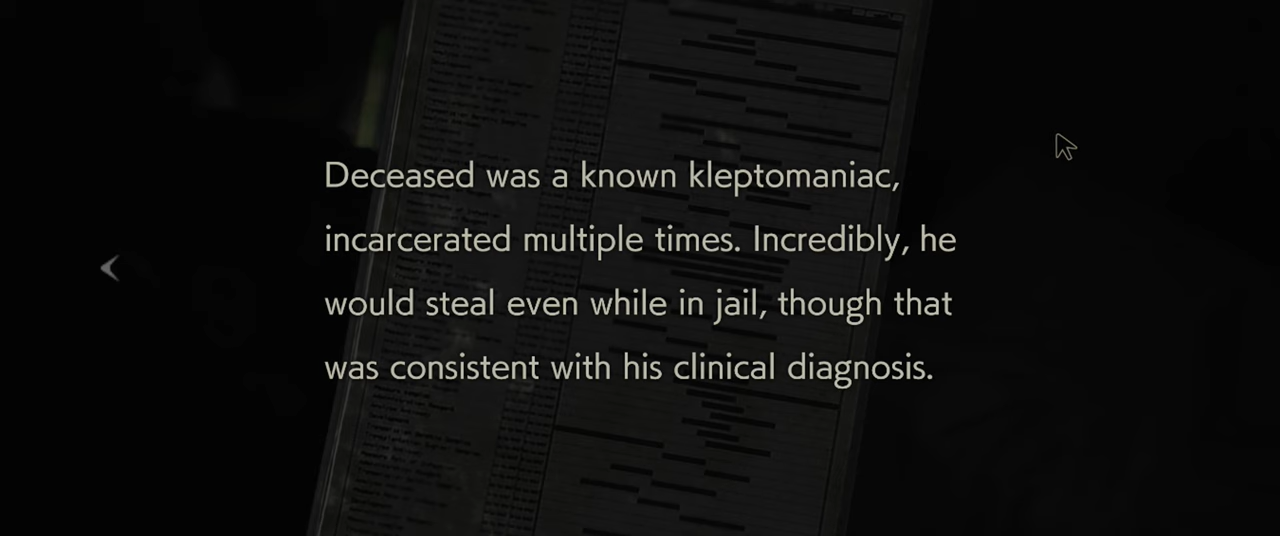 Deceased was a known kleptomaniac,
incarcerated multiple times. Incredibly, he
would steal even while in jail, though that
was consistent with his clinical diagnosis.